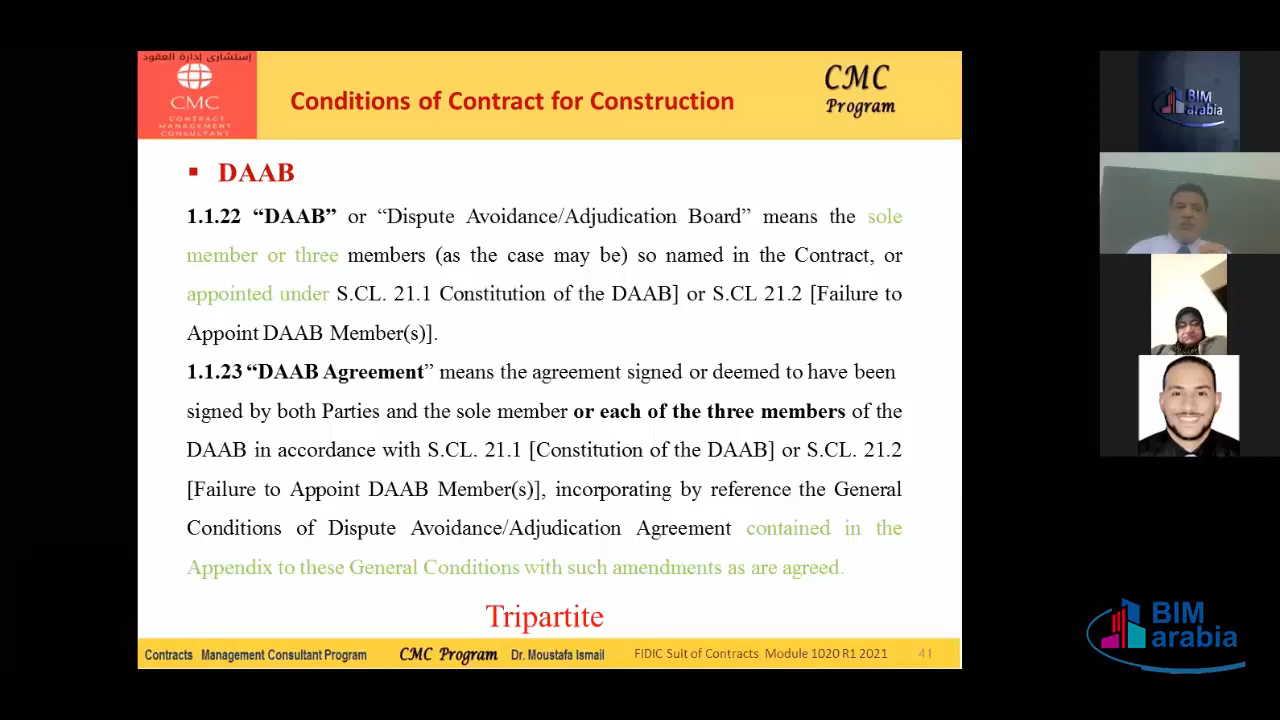 إستشارى إدارة العقود
CMC
CONTRACT
MANAGEMENT
CONSULTANT
Conditions of Contract for Construction
CMC
Program
▪ DAAB
1.1.22 “DAAB” or “Dispute Avoidance/Adjudication Board” means the sole
member or three members (as the case may be) so named in the Contract, or
appointed under S.CL. 21.1 Constitution of the DAAB] or S.CL 21.2 [Failure to
Appoint DAAB Member(s)].
1.1.23 “DAAB Agreement” means the agreement signed or deemed to have been
signed by both Parties and the sole member or each of the three members of the
DAAB in accordance with S.CL. 21.1 [Constitution of the DAAB] or S.CL. 21.2
[Failure to Appoint DAAB Member(s)], incorporating by reference the General
Conditions of Dispute Avoidance/Adjudication Agreement contained in the
Appendix to these General Conditions with such amendments as are agreed.
Tripartite
Contracts Management Consultant Program CMC Program Dr. Moustafa Ismail FIDIC Suit of Contracts Module 1020 R1 2021 41
BIM
arabia
BIM
arabia